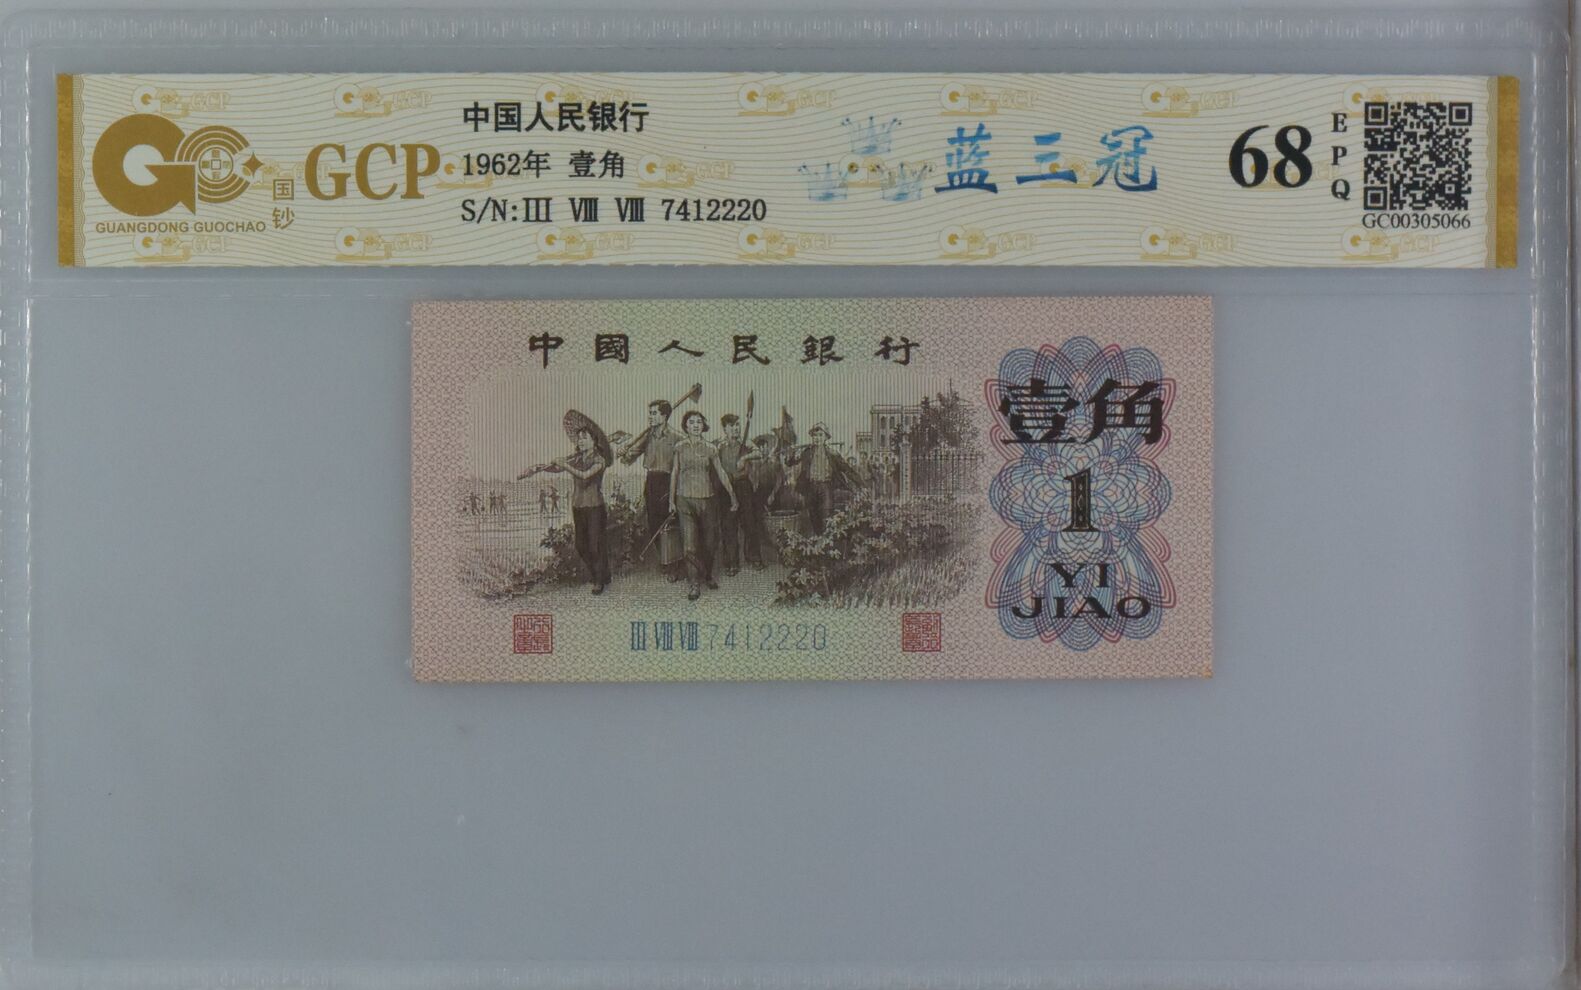 GUANGDONG GUOCHAO
国钞
GCP
中国人民银行
1962年 壹角
S/N:III VIII VIII 7412220
蓝三冠
68
EPQ
GC00305066
中國人民銀行
壹角
1
YI
JIAO
III VIII VIII 7412220